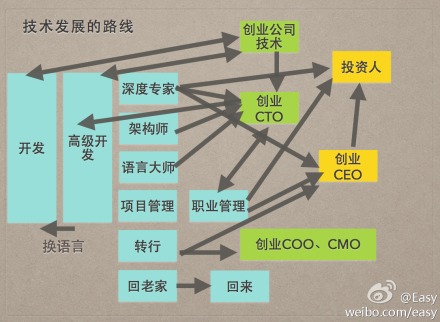 技术发展的路线
创业公司
技术
投资人
深度专家
开发
高级开
发
架构师
创业
CTO
语言大师
创业
CEO
项目管理
职业管理
换语言
转行
创业COO、CMO
回老家
回来
@Easy
weibo.com/easy